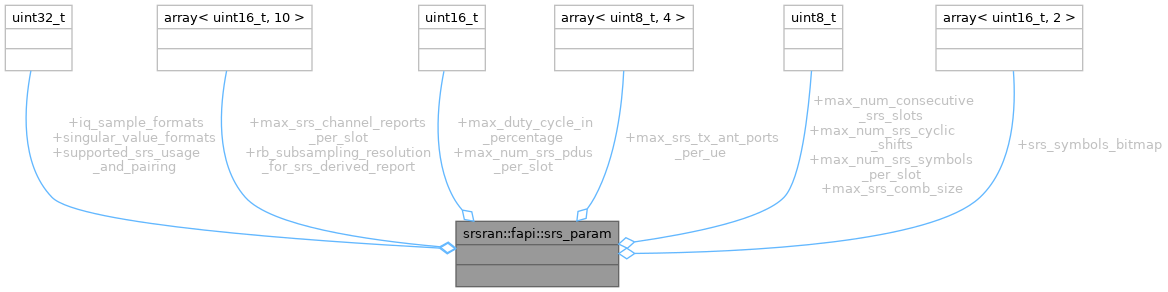 uint32_t
array< uint16_t, 10 >
uint16_t
array< uint8_t, 4 >
uint8_t
array< uint16_t, 2 >
+iq_sample_formats
+singular_value_formats
+supported_srs_usage
_and_pairing
+max_srs_channel_reports
_per_slot
+rb_subsampling_resolution
_for_srs_derived_report
+max_duty_cycle_in
_percentage
+max_num_srs_pdus
_per_slot
+max_srs_tx_ant_ports
_per_ue
+max_num_consecutive
_srs_slots
+max_num_srs_cyclic
_shifts
+max_num_srs_symbols
_per_slot
+max_srs_comb_size
+srs_symbols_bitmap
srsran::fapi::srs_param